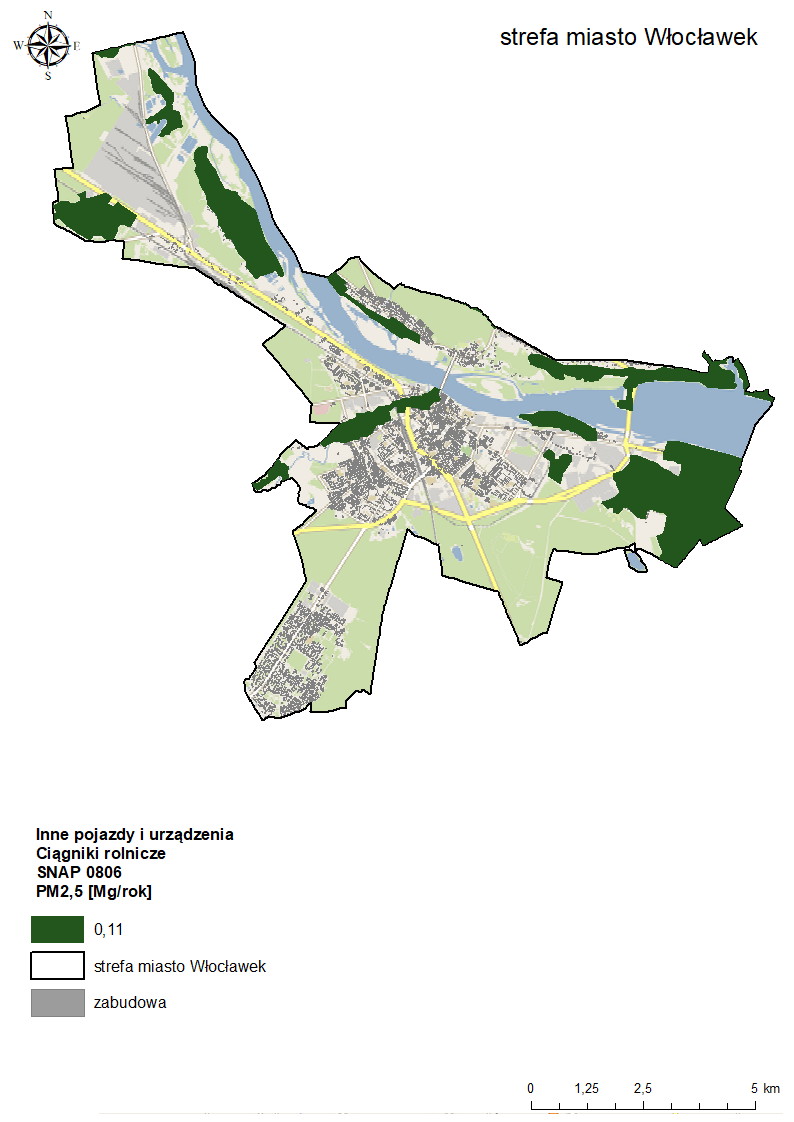 N
W E
S
strefa miasto Włocławek
Inne pojazdy i urządzenia
Ciągniki rolnicze
SNAP 0806
PM2,5 [Mg/rok]
0,11
strefa miasto Włocławek
zabudowa
0 1,25 2,5 5 km